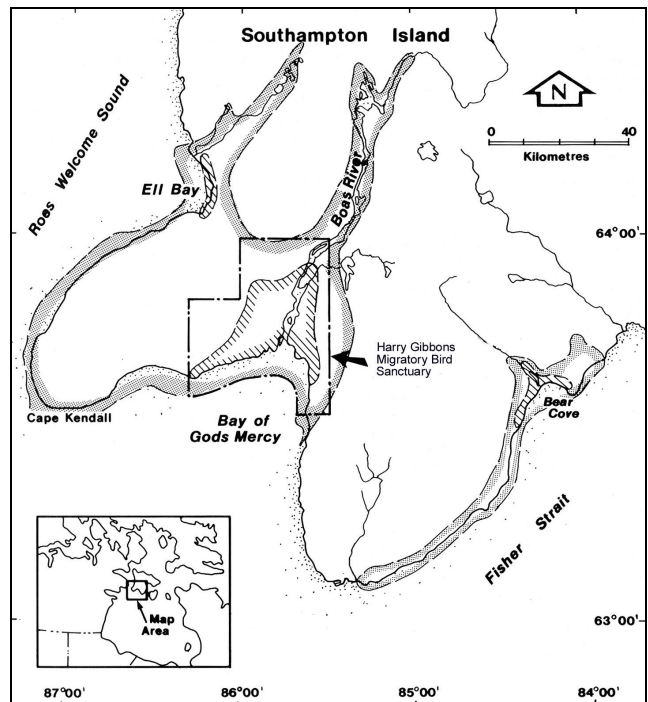 Southampton Island
N
0 40
Kilometres
Roes Welcome Sound
Ell Bay
Boas River
64°00'
Harry Gibbons
Migratory Bird
Sanctuary
Cape Kendall
Bay of
Gods Mercy
Bear
Cove
Fisher Strait
Map
Area
63°00'
87°00' 86°00' 85°00' 84°00'